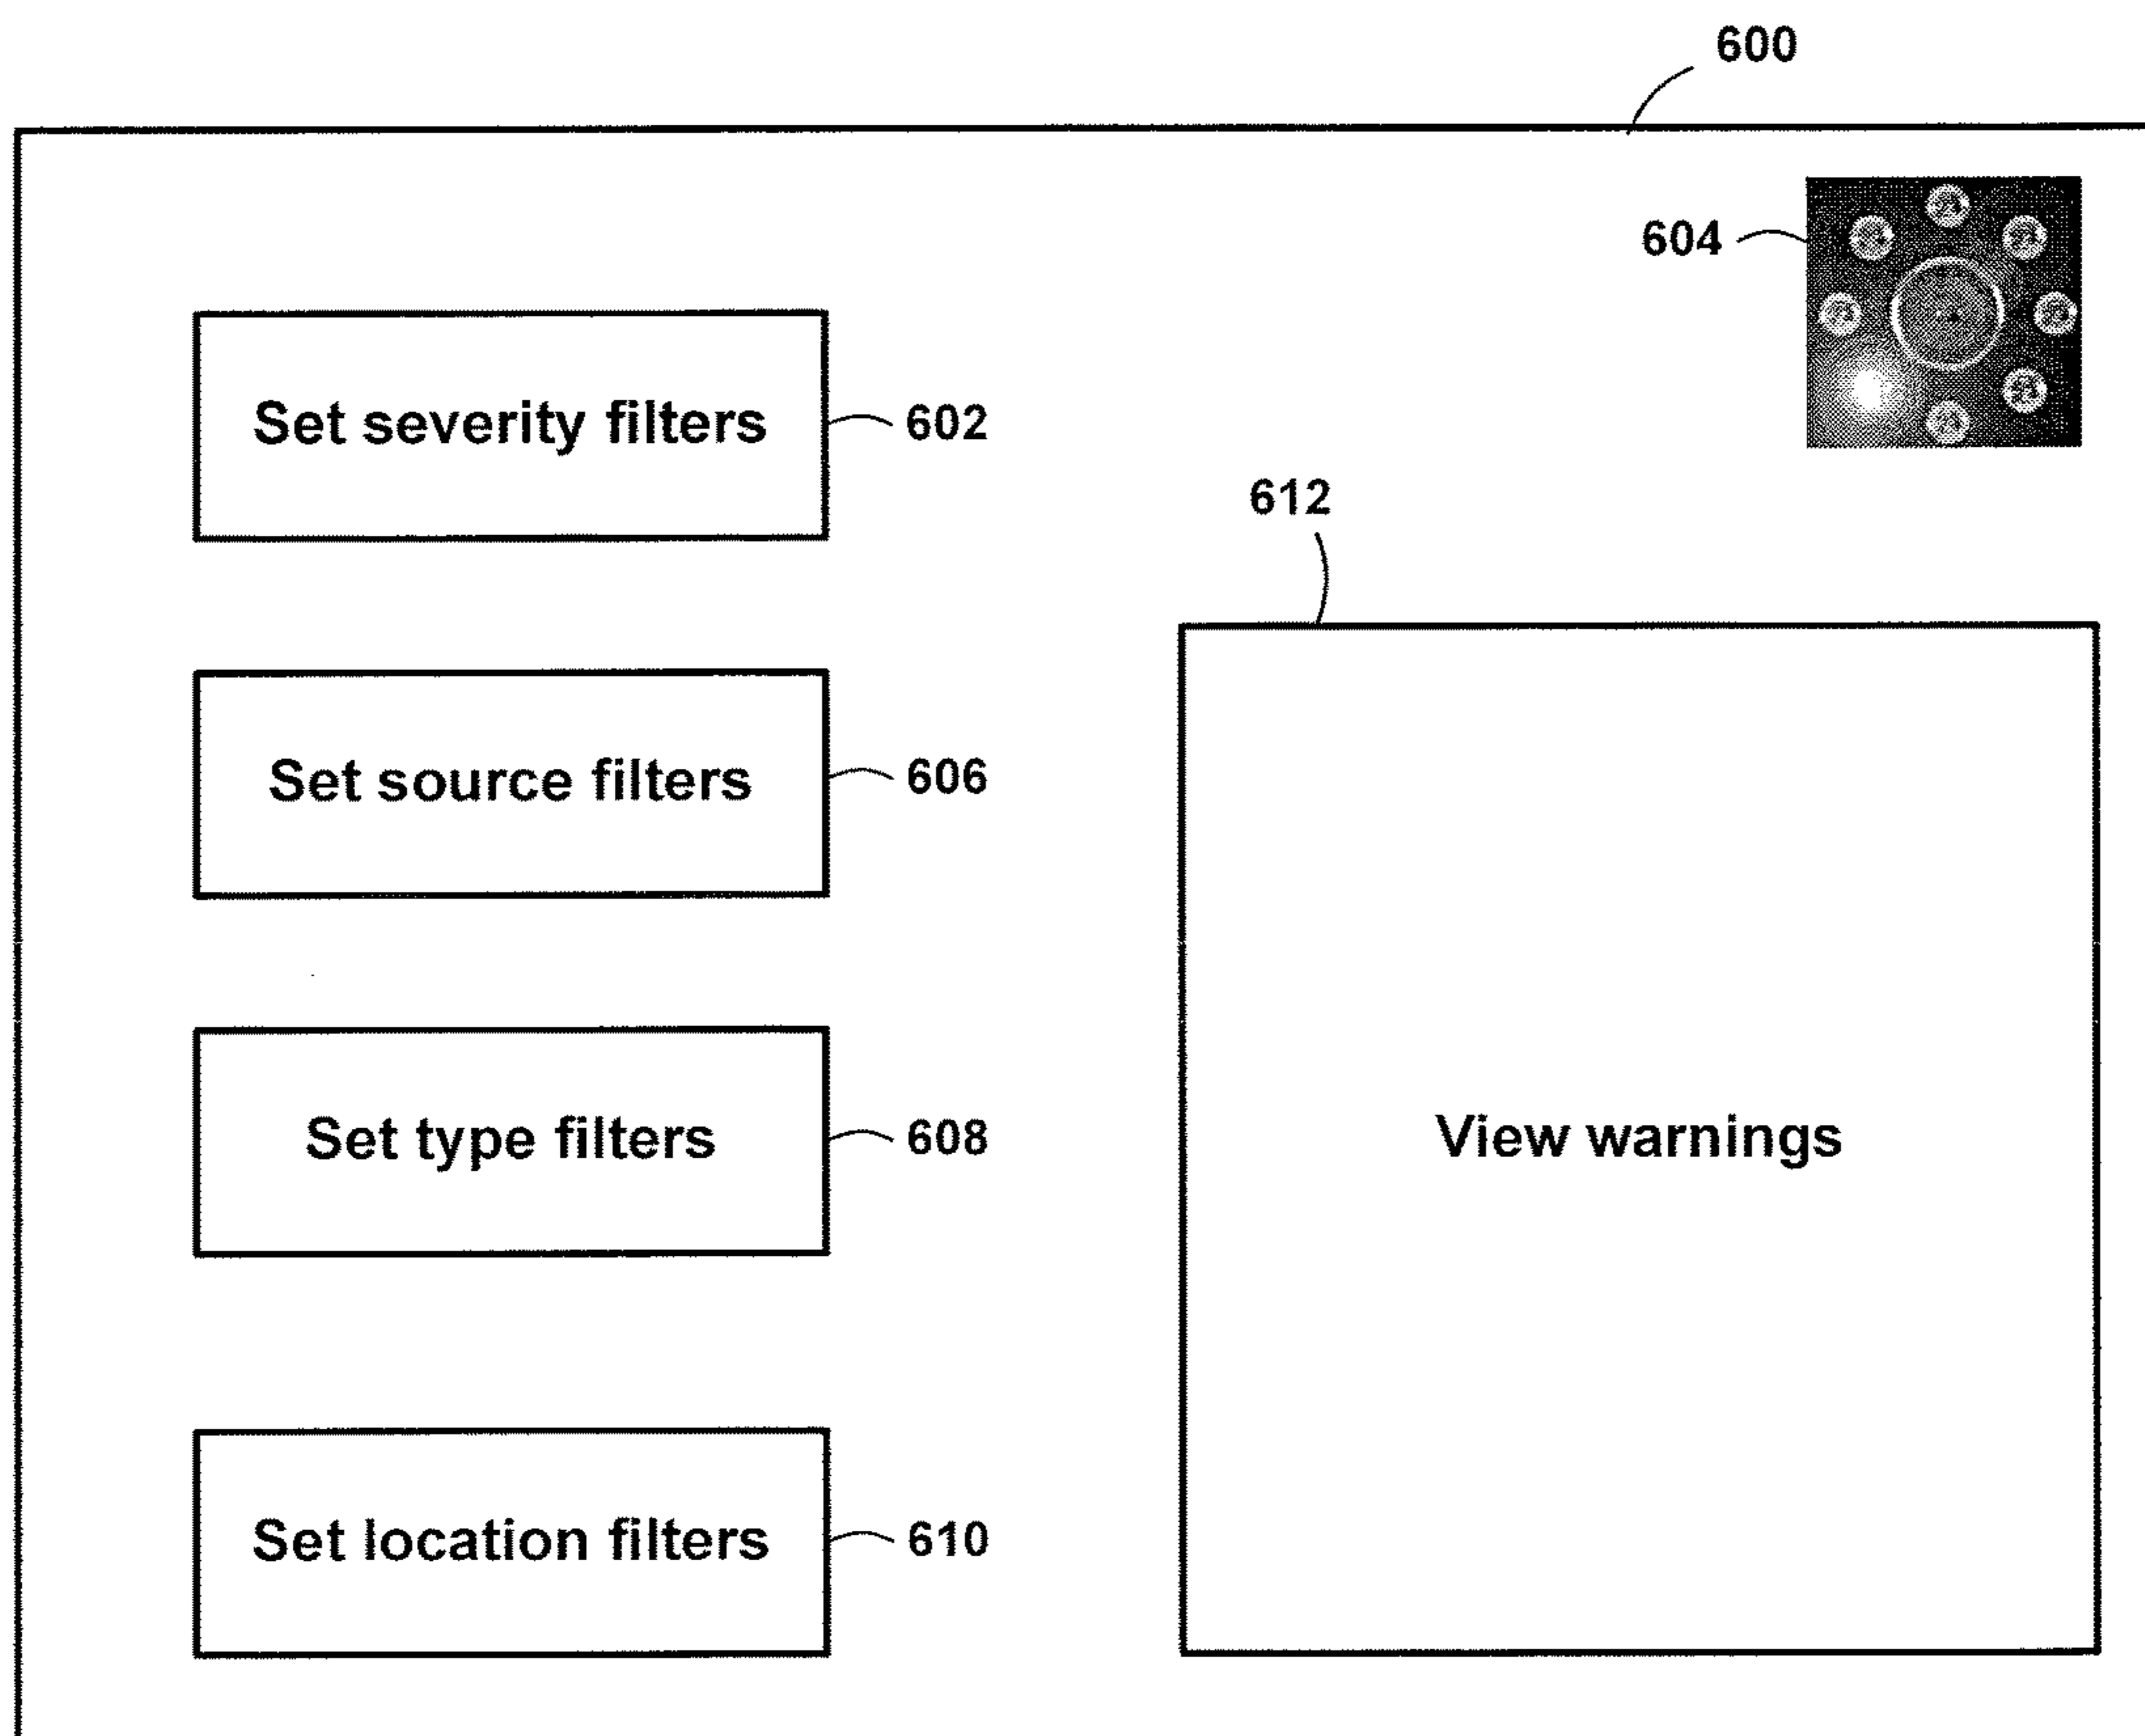 600
604
Set severity filters
602
612
Set source filters
606
Set type filters
608
View warnings
Set location filters
610